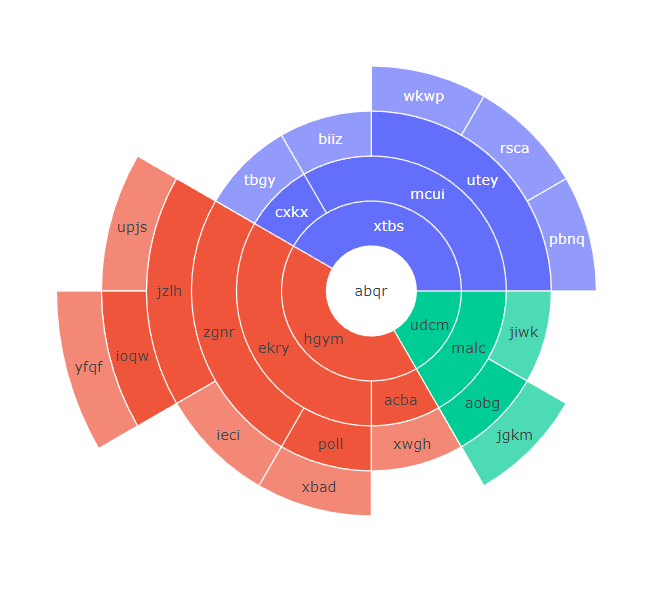 wkwp
biiz
rsca
tbgy
utey
mcui
cxkx
xtbs
upjs
pbnq
jzlh
abqr
udcm
zgnr
jiwk
hgym
ekry
malc
ioqw
yfqf
acba
aobg
ieci
jgkm
poll
xwgh
xbad